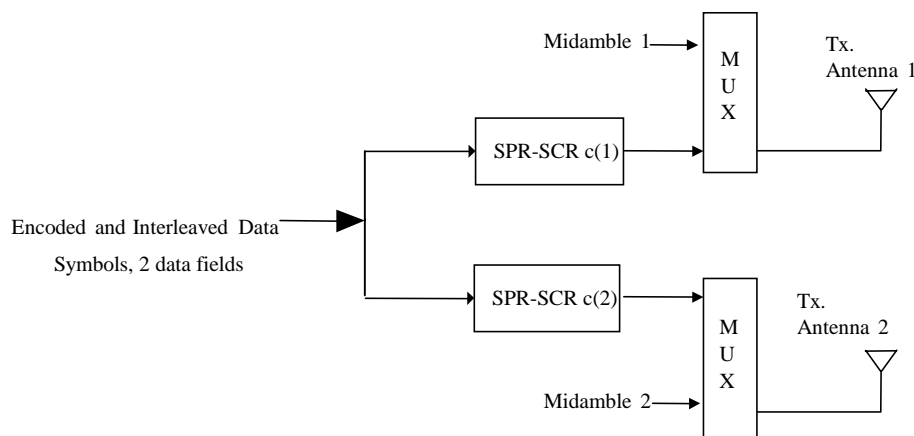 Midamble 1
M
U
X
Tx.
Antenna 1
SPR-SCR c(1)
Encoded and Interleaved Data
Symbols, 2 data fields
SPR-SCR c(2)
M
U
X
Tx.
Antenna 2
Midamble 2